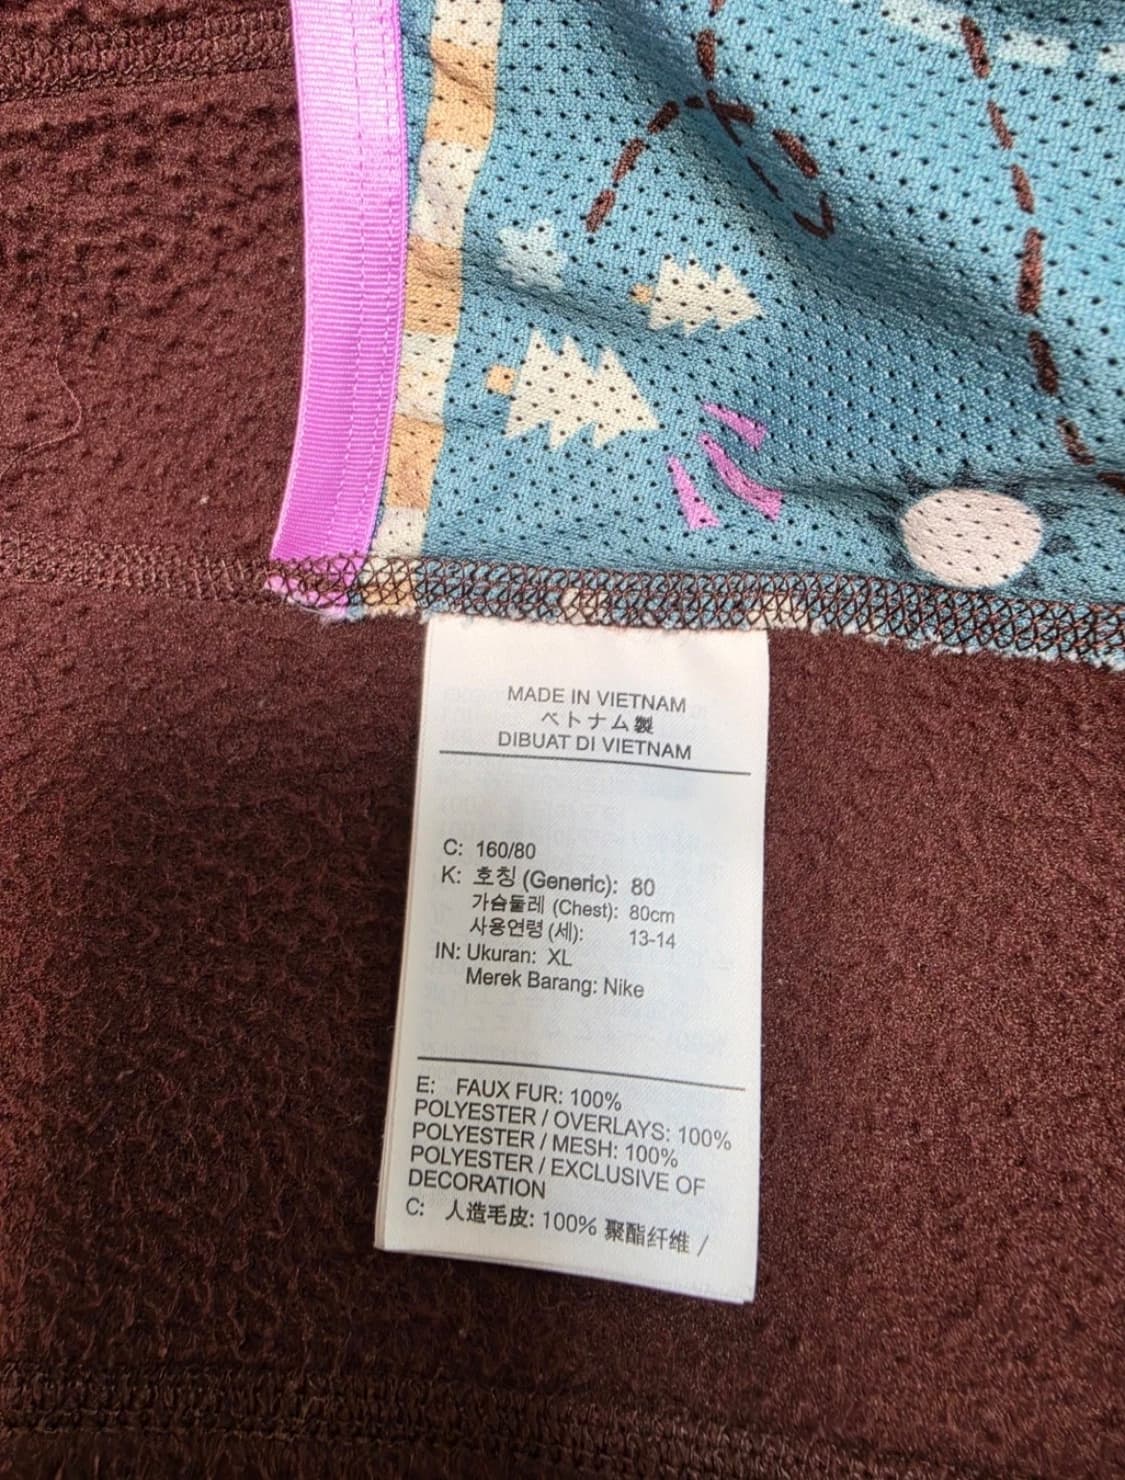 MADE IN VIETNAM
ベトナム製
DIBUAT DI VIETNAM
C: 160/80
K: 호칭 (Generic): 80
가슴둘레 (Chest): 80cm
사용연령 (세): 13-14
IN: Ukuran: XL
Merek Barang: Nike
E: FAUX FUR: 100%
POLYESTER / OVERLAYS: 100%
POLYESTER / MESH: 100%
POLYESTER / EXCLUSIVE OF
DECORATION
C: 人造毛皮: 100% 聚酯纤维 /